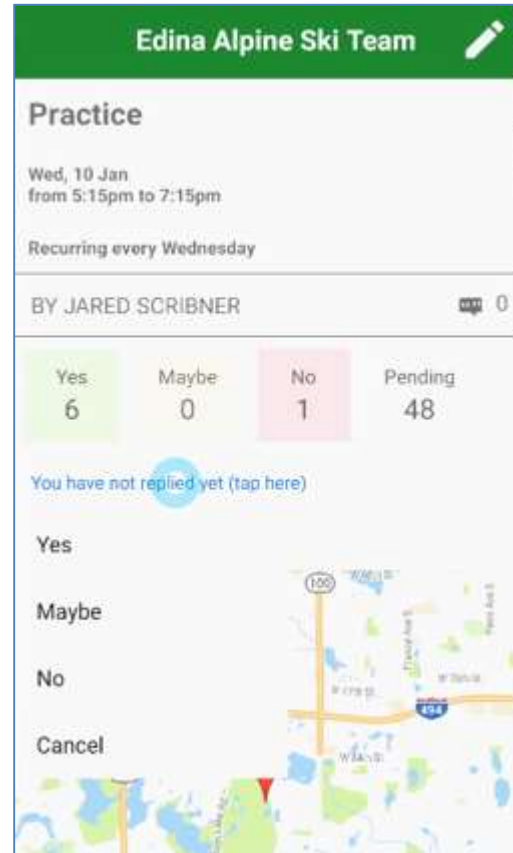 Edina Alpine Ski Team
Practice
Wed, 10 Jan
from 5:15pm to 7:15pm
Recurring every Wednesday
BY JARED SCRIBNER
0
Yes
Maybe
No
Pending
6
0
1
48
You have not replied yet (tap here)
Yes
Maybe
No
Cancel
100
494